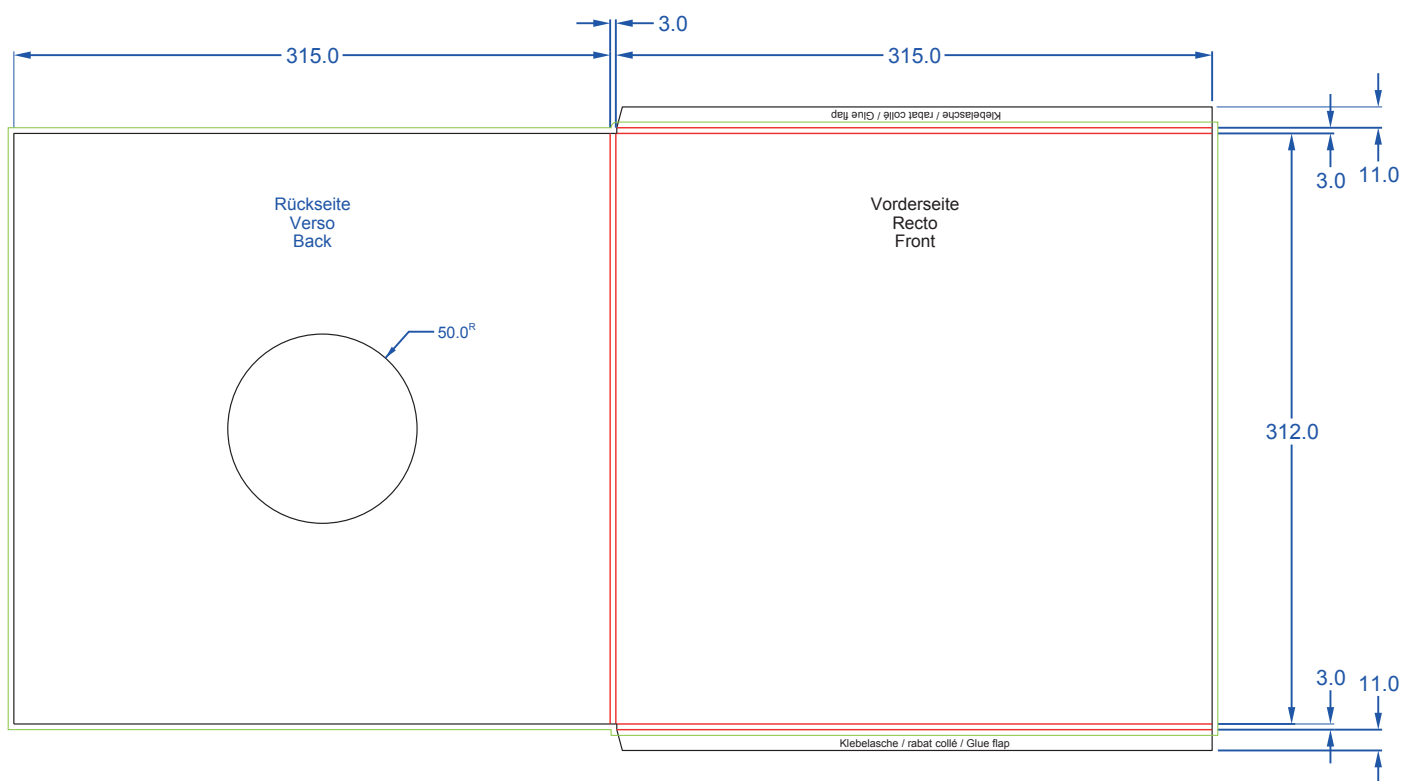 3.0
315.0
315.0
Klebelasche / rabat collé / Glue flap
3.0
11.0
Rückseite
Verso
Back
Vorderseite
Recto
Front
50.0R
312.0
3.0
11.0
Klebelasche / rabat collé / Glue flap